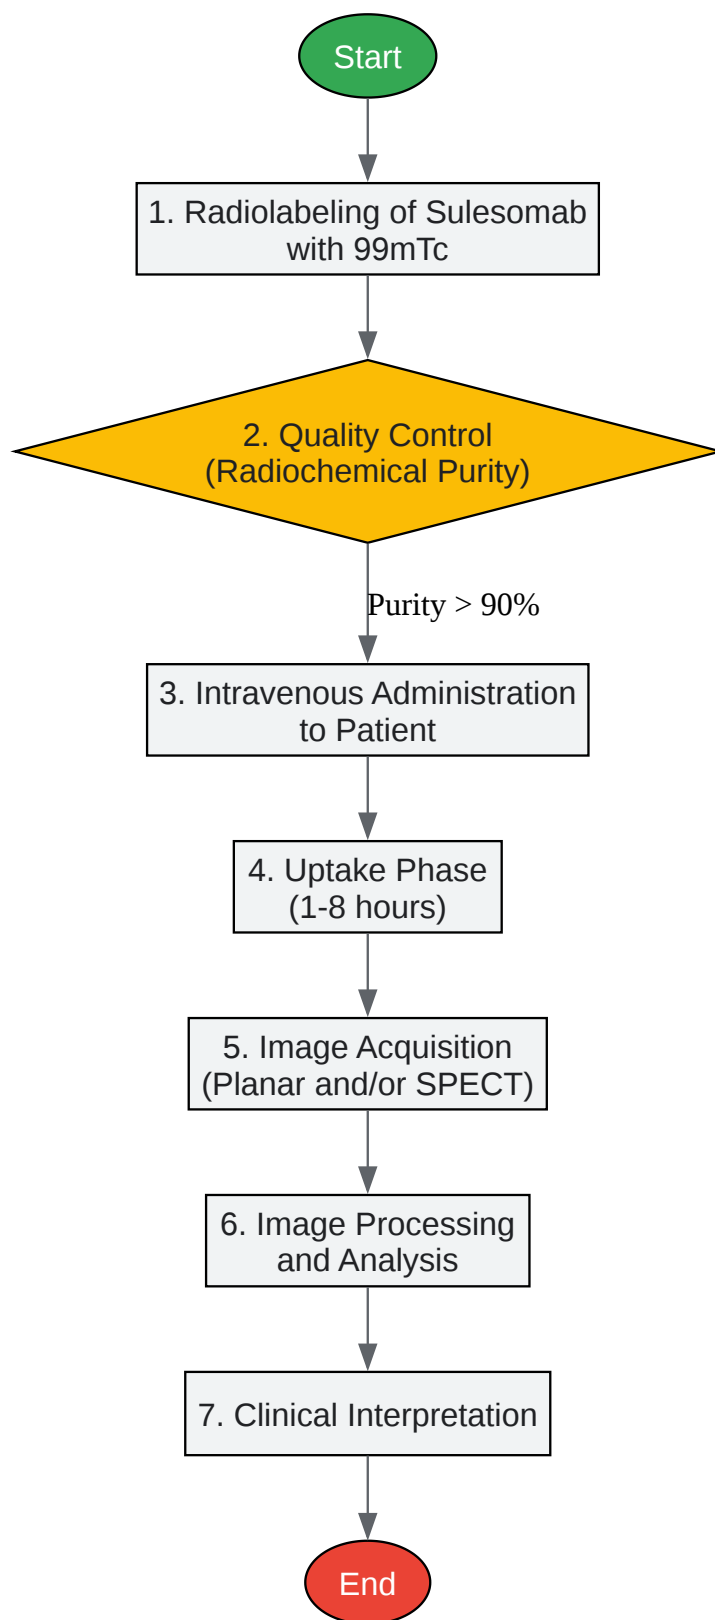 Start
1. Radiolabeling of Sulesomab
with 99mTc
2. Quality Control
(Radiochemical Purity)
Purity > 90%
3. Intravenous Administration
to Patient
4. Uptake Phase
(1-8 hours)
5. Image Acquisition
(Planar and/or SPECT)
6. Image Processing
and Analysis
7. Clinical Interpretation
End